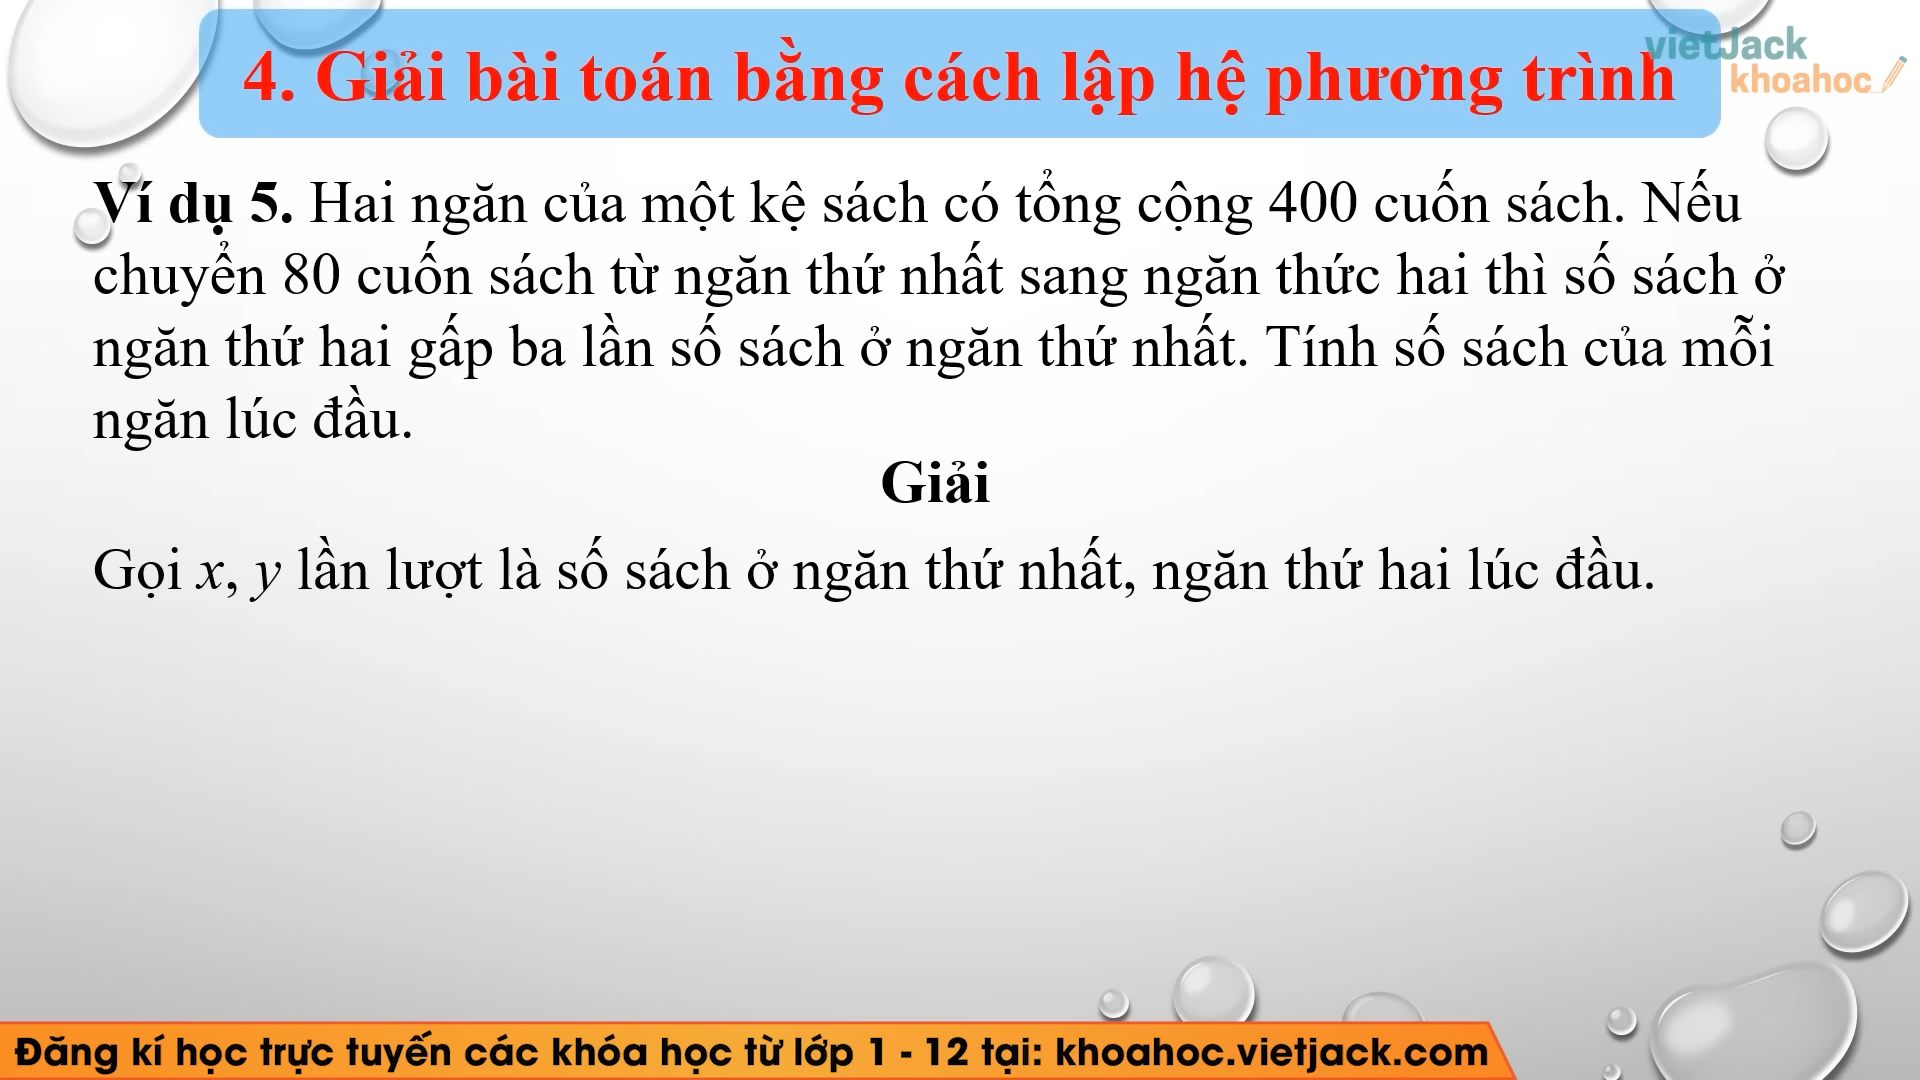 4. Giải bài toán bằng cách lập hệ phương trình
vietJack
khoahoc
Ví dụ 5. Hai ngăn của một kệ sách có tổng cộng 400 cuốn sách. Nếu
chuyển 80 cuốn sách từ ngăn thứ nhất sang ngăn thức hai thì số sách ở
ngăn thứ hai gấp ba lần số sách ở ngăn thứ nhất. Tính số sách của mỗi
ngăn lúc đầu.
Giải
Gọi x, y lần lượt là số sách ở ngăn thứ nhất, ngăn thứ hai lúc đầu.
Đăng kí học trực tuyến các khóa học từ lớp 1 - 12 tại: khoahoc.vietjack.com